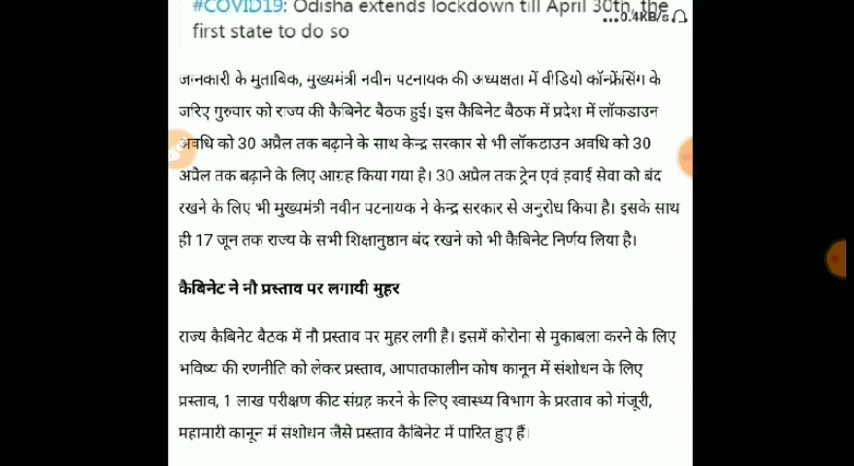 #COVID19: Odisha extends lockdown till April 30th, the
...0.4KB/s
first state to do so
जानकारी के मुताबिक, मुख्यमंत्री नवीन पटनायक की अध्यक्षता में वीडियो कॉन्फ्रेंसिंग के
जरिए गुरुवार को राज्य की कैबिनेट बैठक हुई। इस कैबिनेट बैठक में प्रदेश में लॉकडाउन
अवधि को 30 अप्रैल तक बढ़ाने के साथ केन्द्र सरकार से भी लॉकडाउन अवधि को 30
अप्रैल तक बढ़ाने के लिए आग्रह किया गया है। 30 अप्रेल तक ट्रेन एवं हवाई सेवा को बंद
रखने के लिए भी मुख्यमंत्री नवीन पटनायक ने केन्द्र सरकार से अनुरोध किया है। इसके साथ
ही 17 जून तक राज्य के सभी शिक्षानुष्ठान बंद रखने को भी कैबिनेट निर्णय लिया है।
कैबिनेट ने नौ प्रस्ताव पर लगायी मुहर
राज्य कैबिनेट बैठक में नौ प्रस्ताव पर मुहर लगी है। इसमें कोरोना से मुकाबला करने के लिए
भविष्य की रणनीति को लेकर प्रस्ताव, आपातकालीन कोष कानून में संशोधन के लिए
प्रस्ताव, 1 लाख परीक्षण कीट संग्रह करने के लिए स्वास्थ्य विभाग के प्रस्ताव को मंजूरी,
महामारी कानून में संशोधन जैसे प्रस्ताव कैबिनेट में पारित हुए हैं।